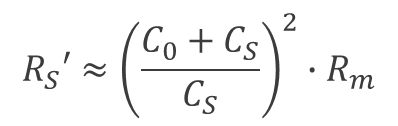 R_S′ ≈ ((C_0 + C_S) / C_S)^2 · R_m